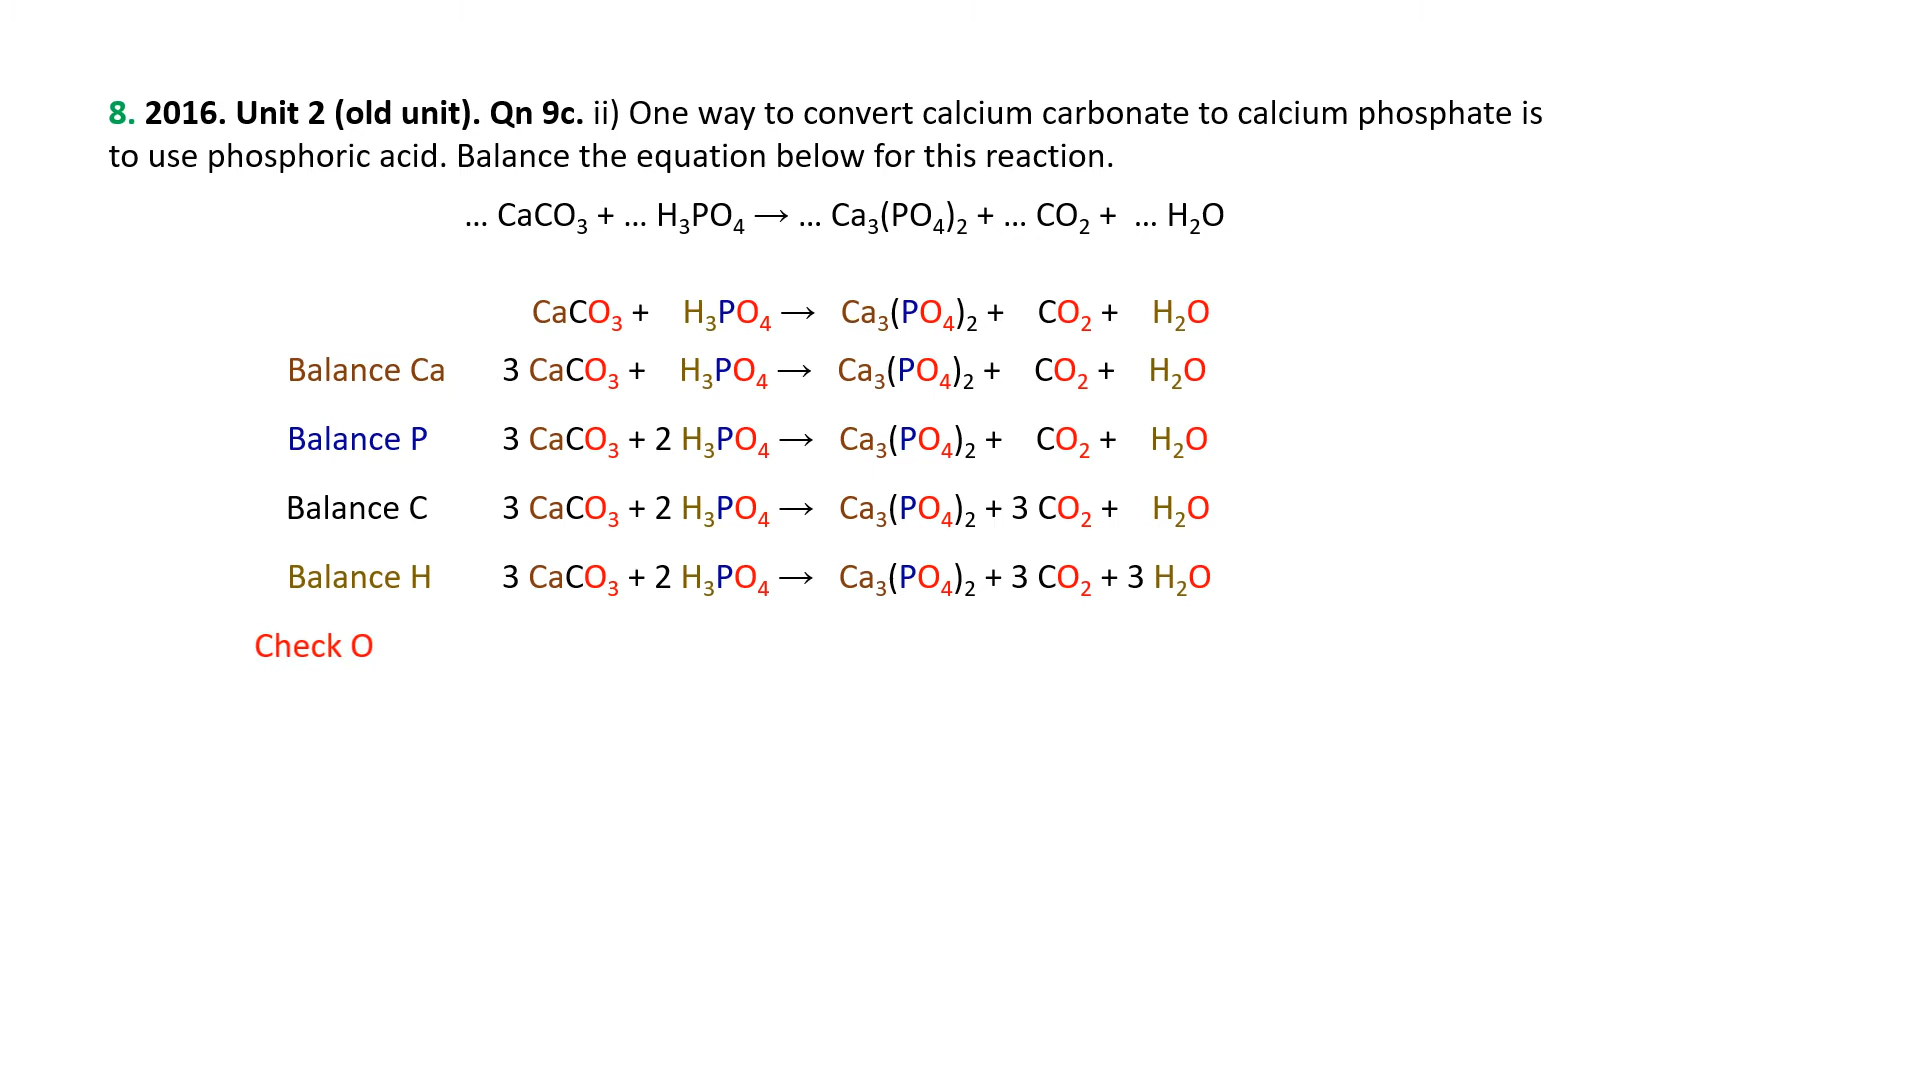 8. 2016. Unit 2 (old unit). Qn 9c. ii) One way to convert calcium carbonate to calcium phosphate is
to use phosphoric acid. Balance the equation below for this reaction.
... CaCO₃ + ... H₃PO₄ → ... Ca₃(PO₄)₂ + ... CO₂ + ... H₂O
CaCO₃ + H₃PO₄ → Ca₃(PO₄)₂ + CO₂ + H₂O
Balance Ca 3 CaCO₃ + H₃PO₄ → Ca₃(PO₄)₂ + CO₂ + H₂O
Balance P 3 CaCO₃ + 2 H₃PO₄ → Ca₃(PO₄)₂ + CO₂ + H₂O
Balance C 3 CaCO₃ + 2 H₃PO₄ → Ca₃(PO₄)₂ + 3 CO₂ + H₂O
Balance H 3 CaCO₃ + 2 H₃PO₄ → Ca₃(PO₄)₂ + 3 CO₂ + 3 H₂O
Check O